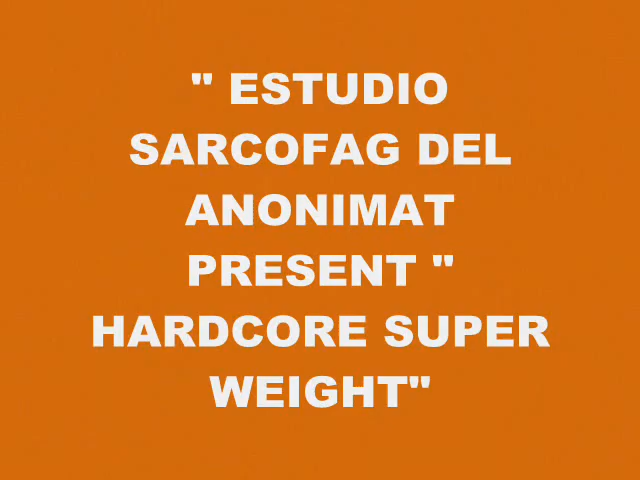 " ESTUDIO
SARCOFAG DEL
ANONIMAT
PRESENT "
HARDCORE SUPER
WEIGHT"